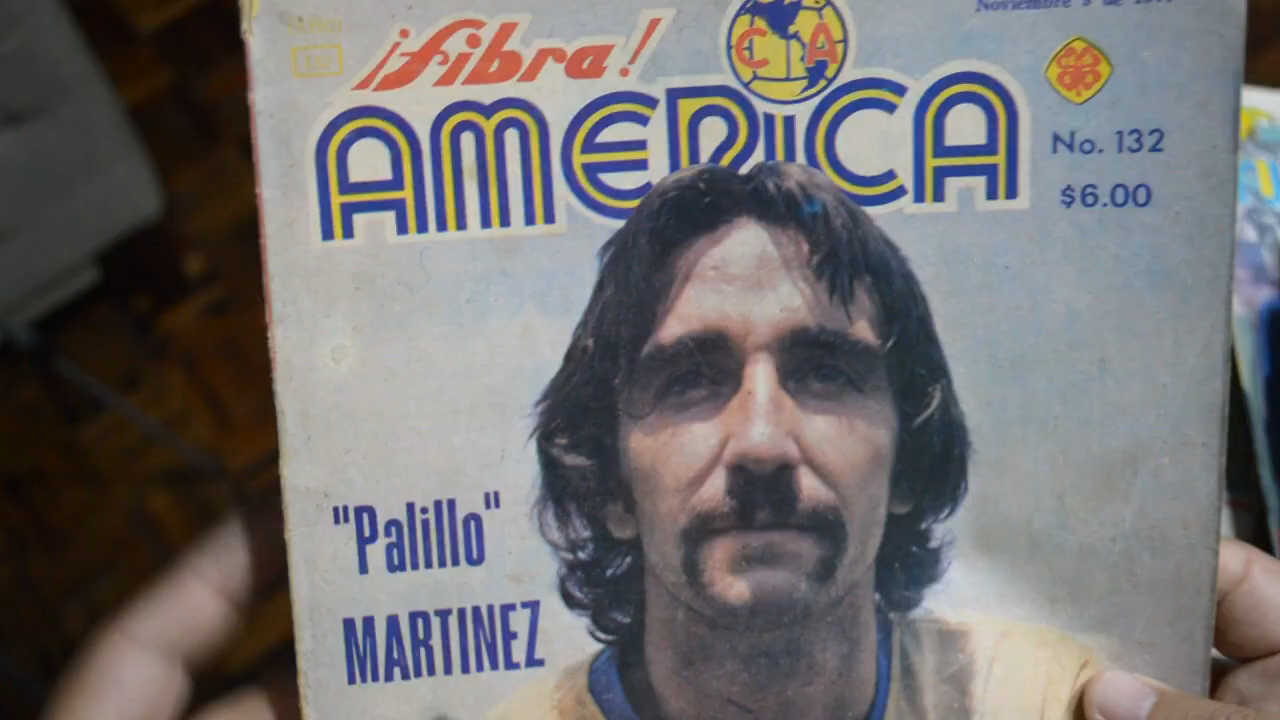 ¡fibra!
CA
AMERICA
No. 132
$6.00
"Palillo"
MARTINEZ